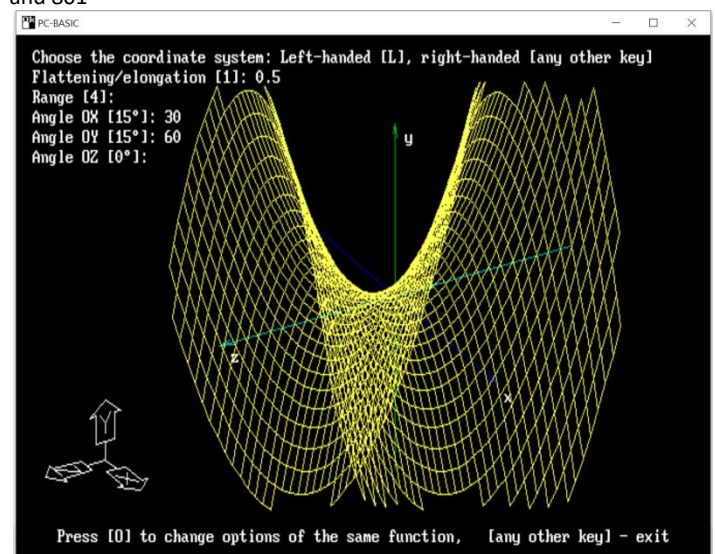 and 801
PC-BASIC
Choose the coordinate system: Left-handed [L], right-handed [any other key]
Flattening/elongation [1]: 0.5
Range [4]:
Angle OX [15°]: 30
Angle OY [15°]: 60
Angle OZ [0°]:
y
z
x
Y
X
Press [O] to change options of the same function, [any other key] - exit